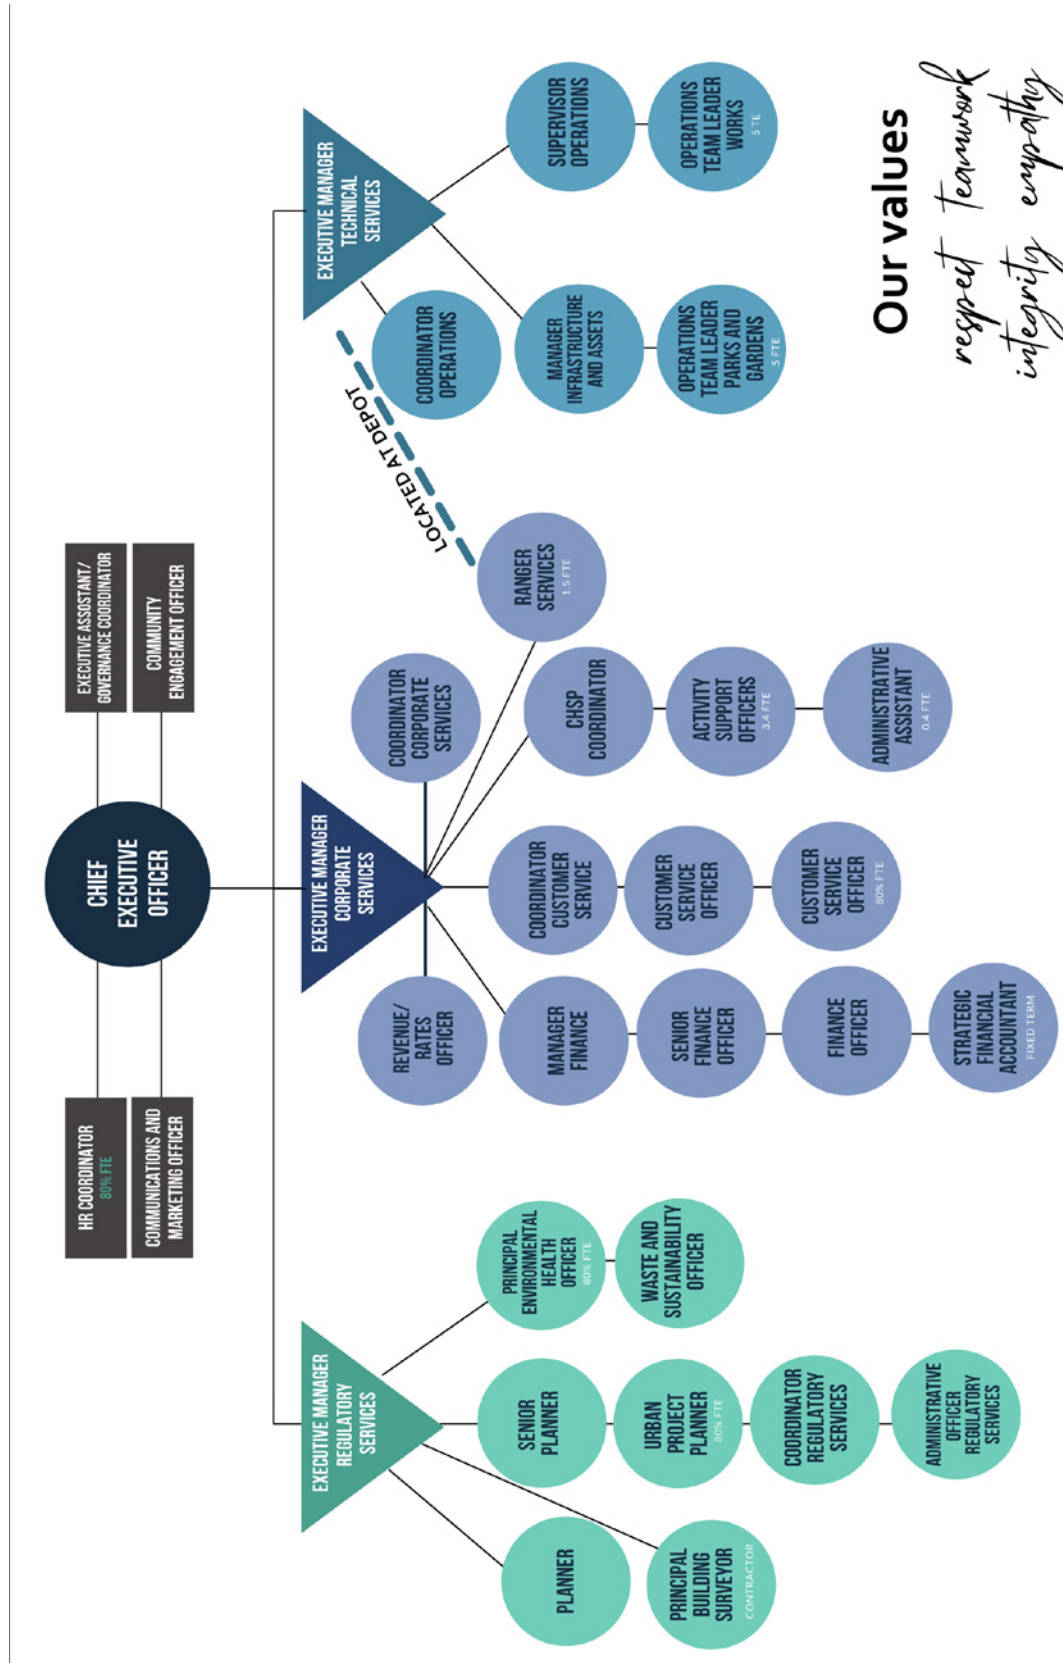 HR COORDINATOR
80% FTE
COMMUNICATIONS AND
MARKETING OFFICER
CHIEF
EXECUTIVE
OFFICER
EXECUTIVE ASSOSTANT/
GOVERNANCE COORDINATOR
COMMUNITY
ENGAGEMENT OFFICER
EXECUTIVE MANAGER
REGULATORY
SERVICES
PLANNER
PRINCIPAL
BUILDING
SURVEYOR
CONTRACTOR
SENIOR
PLANNER
URBAN
PROJECT
PLANNER
80% FTE
COORDINATOR
REGULATORY
SERVICES
ADMINISTRATIVE
OFFICER
REGULATORY
SERVICES
PRINCIPAL
ENVIRONMENTAL
HEALTH
OFFICER
80% FTE
WASTE AND
SUSTAINABILITY
OFFICER
EXECUTIVE MANAGER
CORPORATE
SERVICES
REVENUE/
RATES
OFFICER
COORDINATOR
CORPORATE
SERVICES
MANAGER
FINANCE
SENIOR
FINANCE
OFFICER
FINANCE
OFFICER
STRATEGIC
FINANCIAL
ACCOUNTANT
FIXED TERM
COORDINATOR
CUSTOMER
SERVICE
CUSTOMER
SERVICE
OFFICER
CUSTOMER
SERVICE
OFFICER
80% FTE
CHSP
COORDINATOR
ACTIVITY
SUPPORT
OFFICERS
3.4 FTE
ADMINISTRATIVE
ASSISTANT
0.4 FTE
RANGER
SERVICES
1.5 FTE
LOCATED AT DEPOT
EXECUTIVE MANAGER
TECHNICAL
SERVICES
COORDINATOR
OPERATIONS
MANAGER
INFRASTRUCTURE
AND ASSETS
OPERATIONS
TEAM LEADER
PARKS AND
GARDENS
5 FTE
SUPERVISOR
OPERATIONS
OPERATIONS
TEAM LEADER
WORKS
5 TE
Our values
respect teamwork
integrity empathy